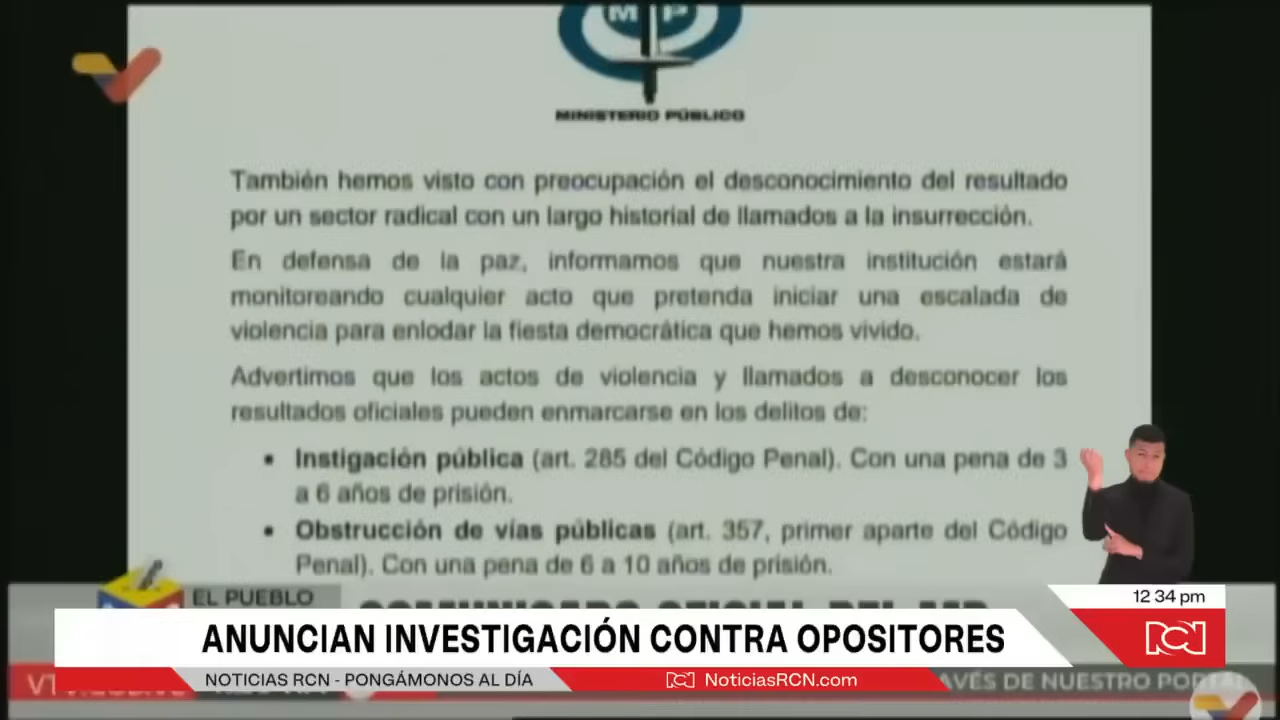 MP
MINISTERIO PÚBLICO
También hemos visto con preocupación el desconocimiento del resultado
por un sector radical con un largo historial de llamados a la insurrección.
En defensa de la paz, informamos que nuestra institución estará
monitoreando cualquier acto que pretenda iniciar una escalada de
violencia para enlodar la fiesta democrática que hemos vivido.
Advertimos que los actos de violencia y llamados a desconocer los
resultados oficiales pueden enmarcarse en los delitos de:
• Instigación pública (art. 285 del Código Penal). Con una pena de 3
a 6 años de prisión.
• Obstrucción de vías públicas (art. 357, primer aparte del Código
Penal). Con una pena de 6 a 10 años de prisión.
EL PUEBLO
12 34 pm
ANUNCIAN INVESTIGACIÓN CONTRA OPOSITORES
RCN
NOTICIAS RCN - PONGÁMONOS AL DÍA
RCN NoticiasRCN.com
DE NUESTRO